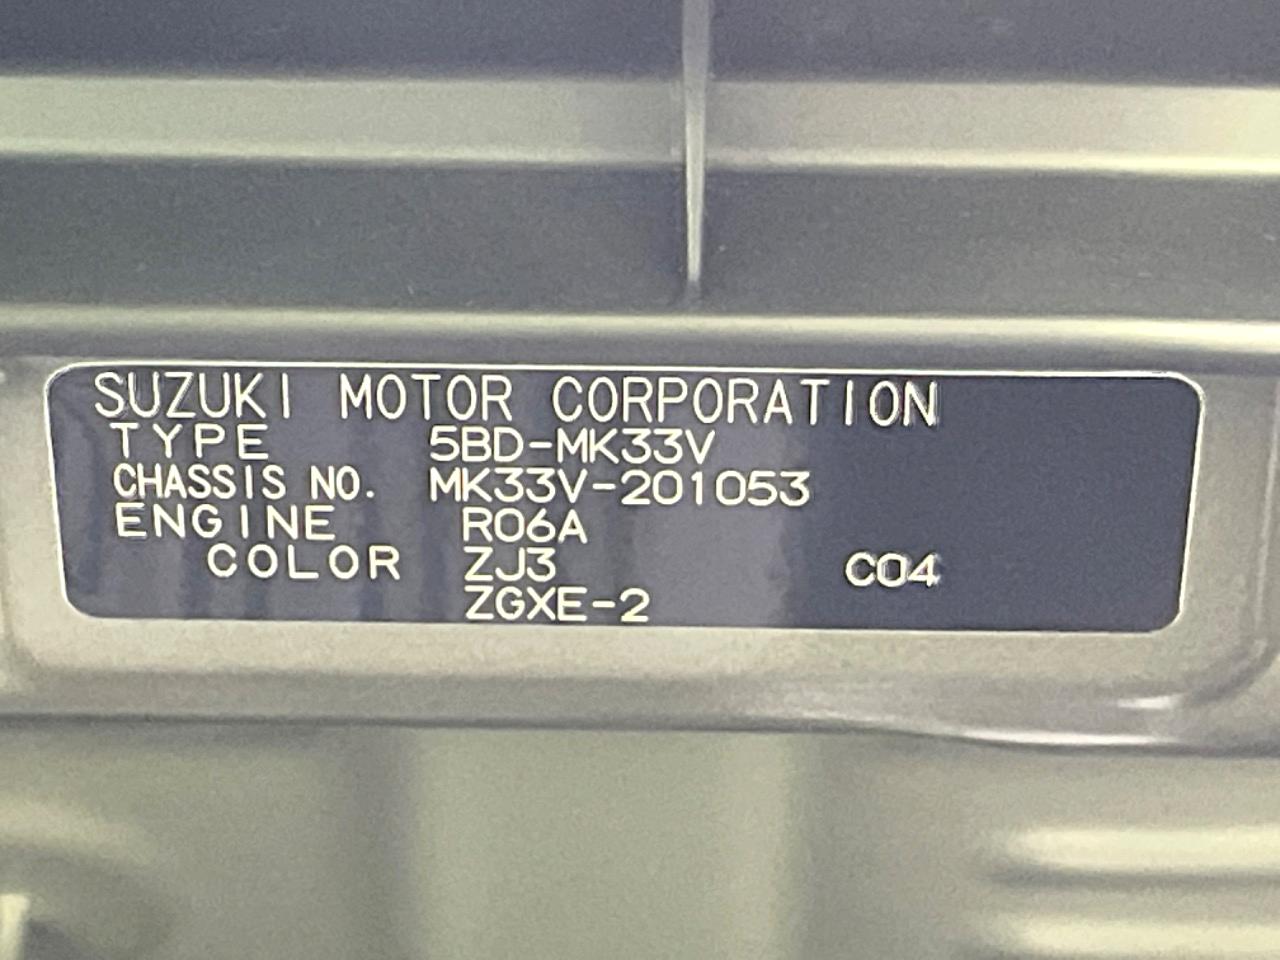 SUZUKI MOTOR CORPORATION
TYPE 5BD-MK33V
CHASSIS NO. MK33V-201053
ENGINE R06A
COLOR ZJ3 C04
ZGXE-2